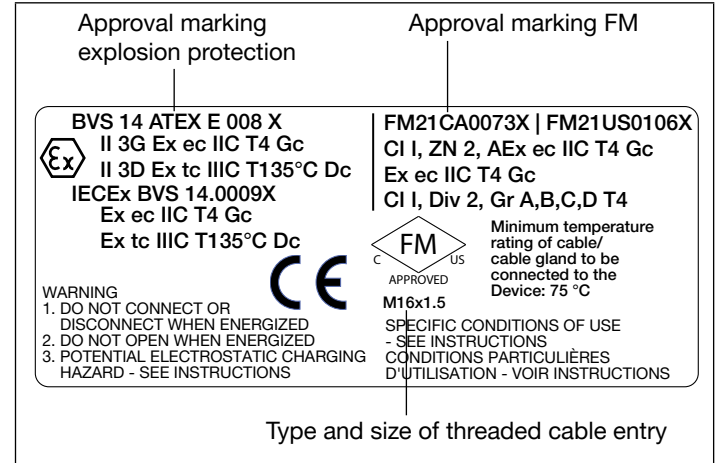 Approval marking
explosion protection
Approval marking FM
BVS 14 ATEX E 008 X
II 3G Ex ec IIC T4 Gc
II 3D Ex tc IIIC T135°C Dc
IECEx BVS 14.0009X
Ex ec IIC T4 Gc
Ex tc IIIC T135°C Dc
Ex
CE
WARNING
1. DO NOT CONNECT OR
DISCONNECT WHEN ENERGIZED
2. DO NOT OPEN WHEN ENERGIZED
3. POTENTIAL ELECTROSTATIC CHARGING
HAZARD - SEE INSTRUCTIONS
FM21CA0073X | FM21US0106X
Cl I, ZN 2, AEx ec IIC T4 Gc
Ex ec IIC T4 Gc
Cl I, Div 2, Gr A,B,C,D T4
C FM US
APPROVED
M16x1.5
Minimum temperature
rating of cable/
cable gland to be
connected to the
Device: 75 °C
SPECIFIC CONDITIONS OF USE
- SEE INSTRUCTIONS
CONDITIONS PARTICULIÈRES
D'UTILISATION - VOIR INSTRUCTIONS
Type and size of threaded cable entry